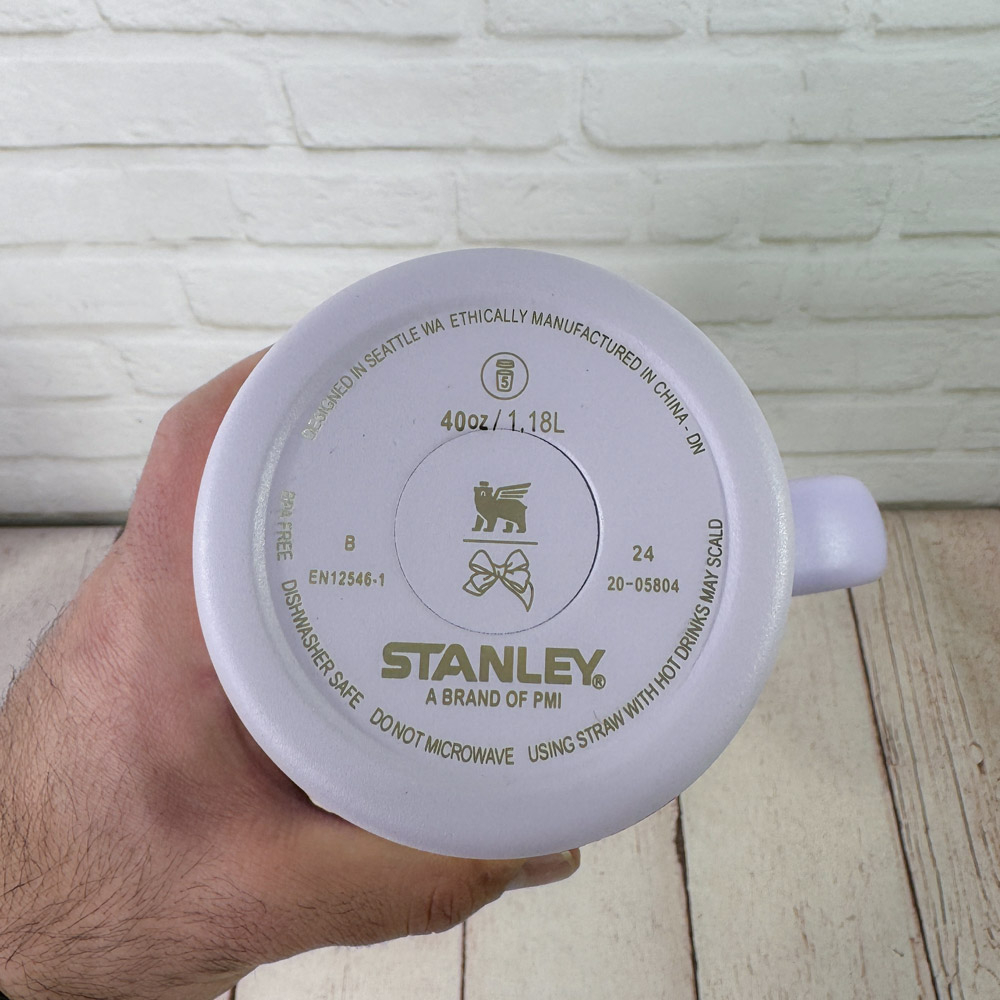 DESIGNED IN SEATTLE WA ETHICALLY MANUFACTURED IN CHINA - DN
5
40oz / 1.18L
B
EN12546-1
24
20-05804
STANLEY®
A BRAND OF PMI
BPA FREE DISHWASHER SAFE DO NOT MICROWAVE USING STRAW WITH HOT DRINKS MAY SCALD